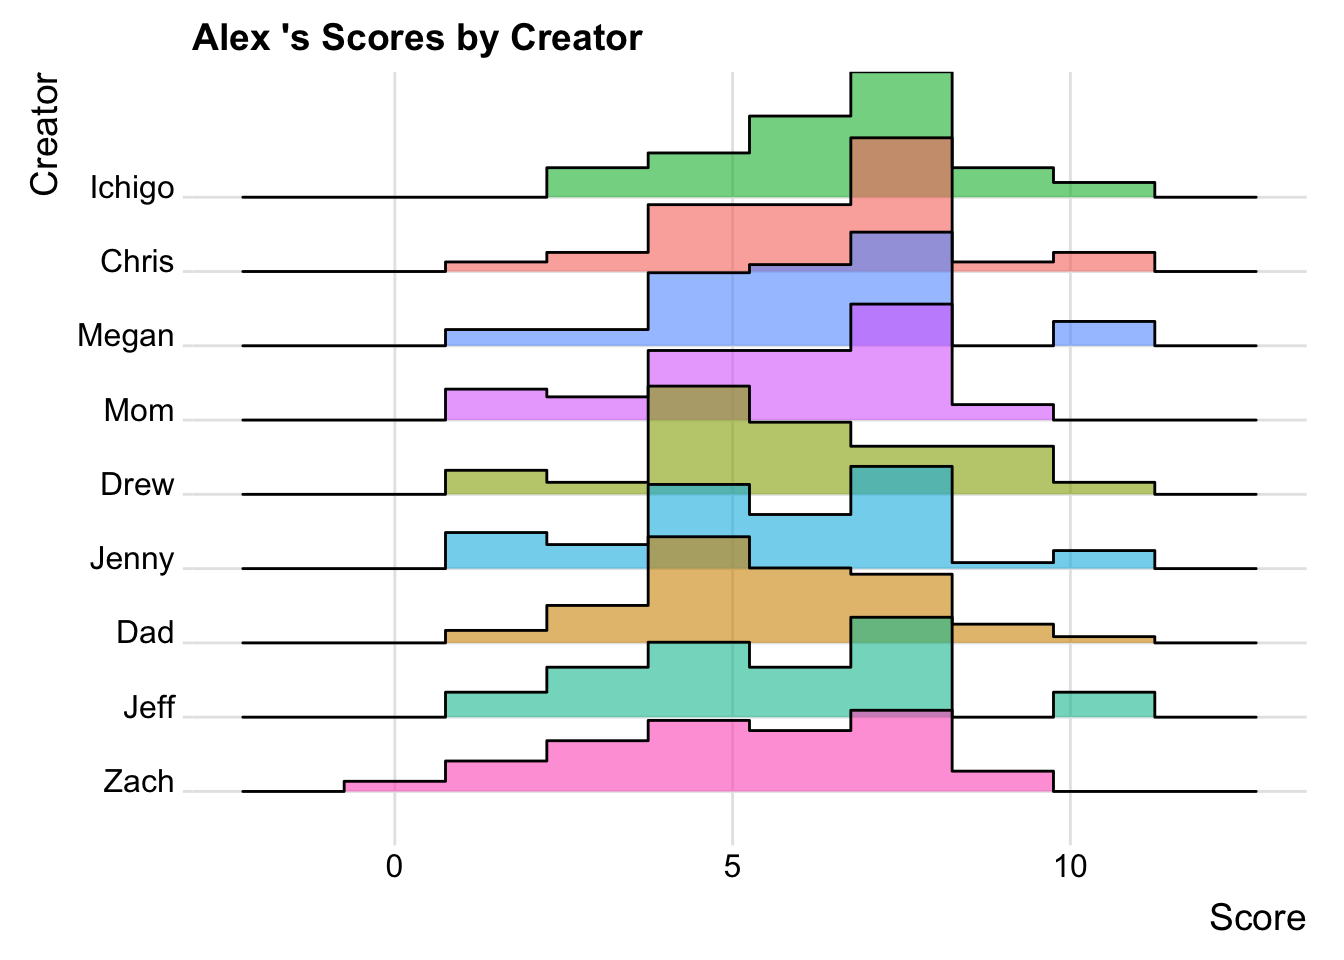 Alex 's Scores by Creator
Creator
Ichigo
Chris
Megan
Mom
Drew
Jenny
Dad
Jeff
Zach
0 5 10
Score